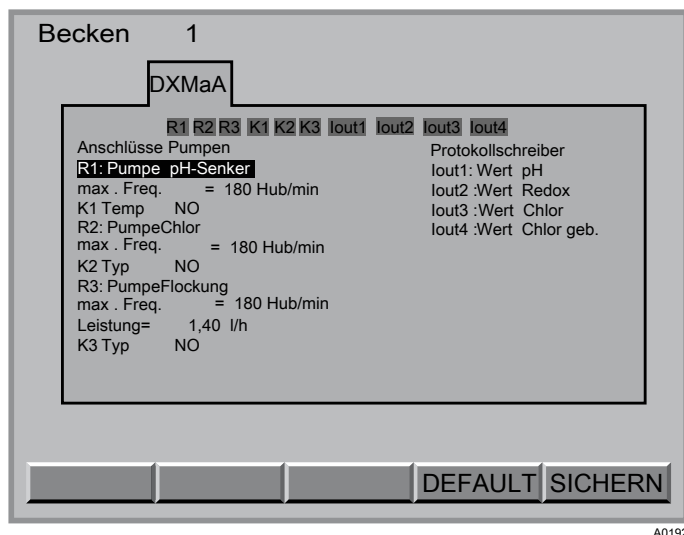 Becken 1
DXMaA
R1 R2 R3 K1 K2 K3 Iout1 Iout2 Iout3 Iout4
Anschlüsse Pumpen
R1: Pumpe pH-Senker
max . Freq. = 180 Hub/min
K1 Temp NO
R2: PumpeChlor
max . Freq. = 180 Hub/min
K2 Typ NO
R3: PumpeFlockung
max . Freq. = 180 Hub/min
Leistung= 1,40 l/h
K3 Typ NO
Protokollschreiber
Iout1: Wert pH
Iout2 :Wert Redox
Iout3 :Wert Chlor
Iout4 :Wert Chlor geb.
DEFAULT SICHERN